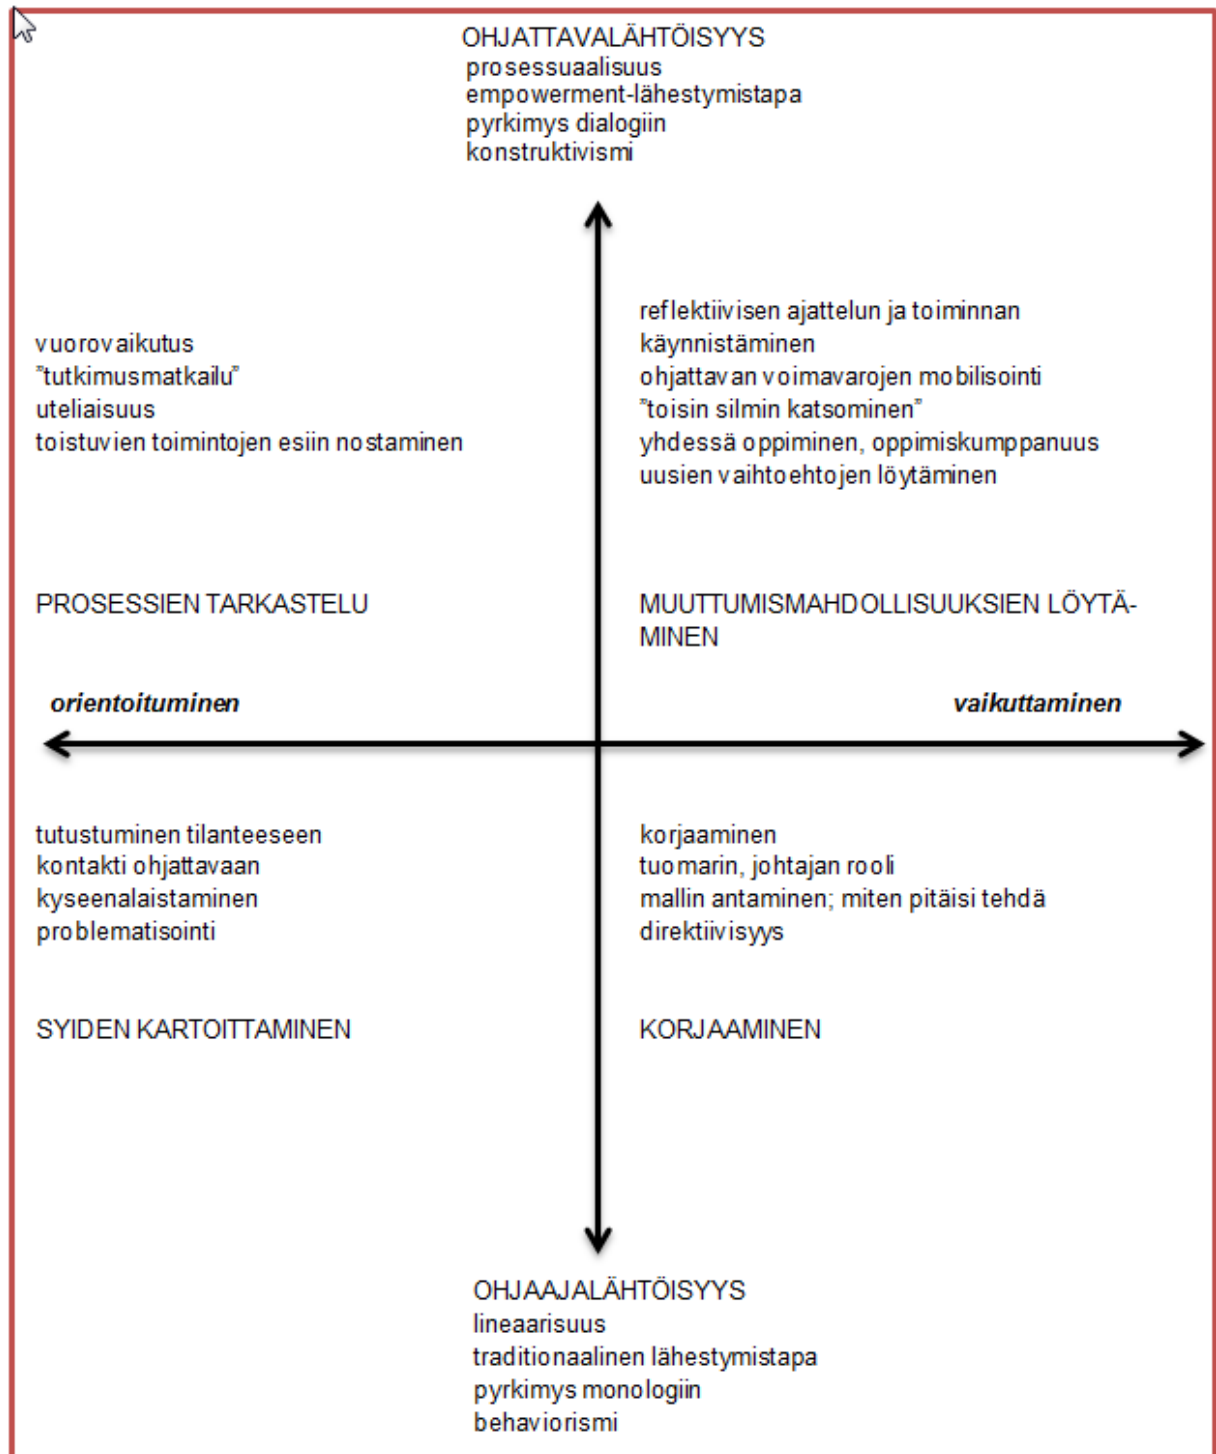 OHJATTAVALÄHTÖISYYS
prosessuaalisuus
empowerment-lähestymistapa
pyrkimys dialogiin
konstruktivismi
vuorovaikutus
"tutkimusmatkailu"
uteliaisuus
toistuvien toimintojen esiin nostaminen
reflektiivisen ajattelun ja toiminnan
käynnistäminen
ohjattavan voimavarojen mobilisointi
"toisin silmin katsominen"
yhdessä oppiminen, oppimiskumppanuus
uusien vaihtoehtojen löytäminen
PROSESSIEN TARKASTELU
MUUTTUMISMAHDOLLISUUKSIEN LÖYTÄ-
MINEN
orientoituminen
vaikuttaminen
tutustuminen tilanteeseen
kontakti ohjattavaan
kyseenalaistaminen
problematisointi
korjaaminen
tuomarin, johtajan rooli
mallin antaminen; miten pitäisi tehdä
direktiivisyys
SYIDEN KARTOITTAMINEN
KORJAAMINEN
OHJAAJALÄHTÖISYYS
lineaarisuus
traditionaalinen lähestymistapa
pyrkimys monologiin
behaviorismi